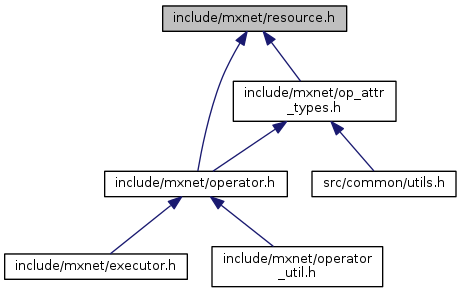 include/mxnet/resource.h
include/mxnet/op_attr
_types.h
include/mxnet/operator.h
src/common/utils.h
include/mxnet/executor.h
include/mxnet/operator
_util.h